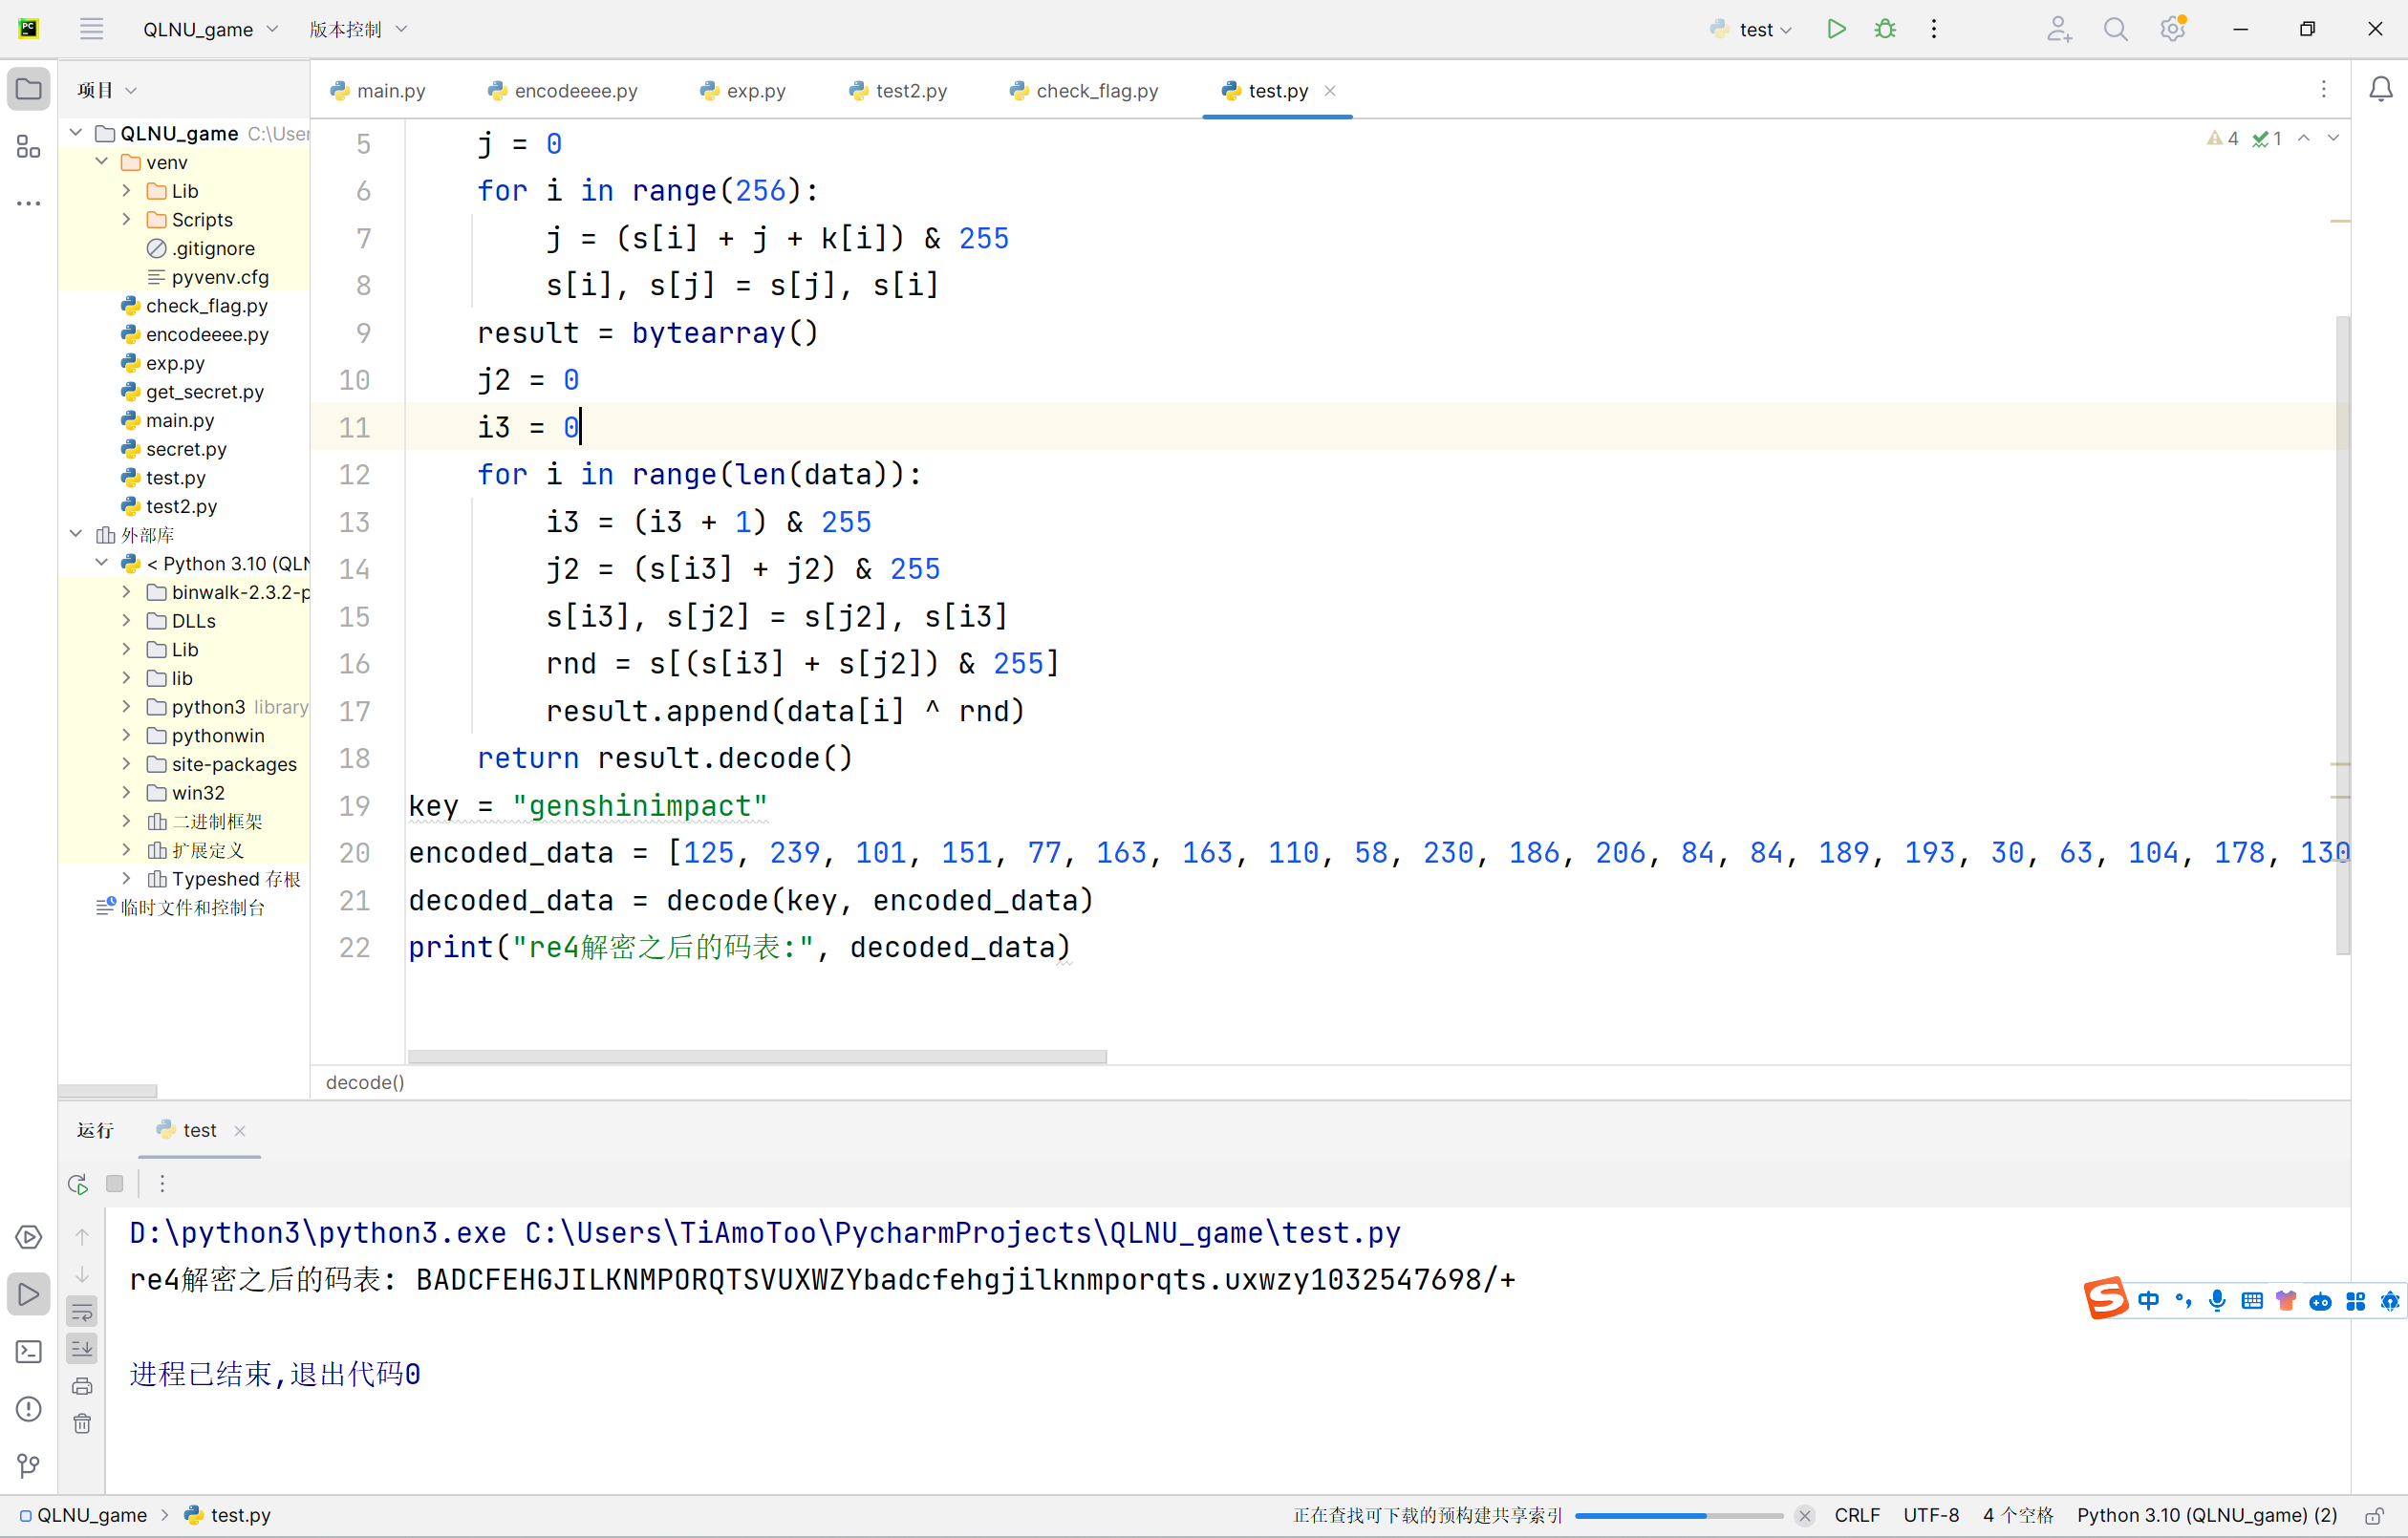 QLNU_game
版本控制
test
项目
main.py
encodeeee.py
exp.py
test2.py
check_flag.py
test.py
QLNU_game C:\User
venv
Lib
Scripts
.gitignore
pyvenv.cfg
check_flag.py
encodeeee.py
exp.py
get_secret.py
main.py
secret.py
test.py
test2.py
外部库
< Python 3.10 (QLN
binwalk-2.3.2-p
DLLs
Lib
lib
python3 library
pythonwin
site-packages
win32
二进制框架
扩展定义
Typeshed 存根
临时文件和控制台
4 1
5 j = 0
6 for i in range(256):
7 j = (s[i] + j + k[i]) & 255
8 s[i], s[j] = s[j], s[i]
9 result = bytearray()
10 j2 = 0
11 i3 = 0
12 for i in range(len(data)):
13 i3 = (i3 + 1) & 255
14 j2 = (s[i3] + j2) & 255
15 s[i3], s[j2] = s[j2], s[i3]
16 rnd = s[(s[i3] + s[j2]) & 255]
17 result.append(data[i] ^ rnd)
18 return result.decode()
19 key = "genshinimpact"
20 encoded_data = [125, 239, 101, 151, 77, 163, 163, 110, 58, 230, 186, 206, 84, 84, 189, 193, 30, 63, 104, 178, 130
21 decoded_data = decode(key, encoded_data)
22 print("re4解密之后的码表:", decoded_data)
decode()
运行
test
D:\python3\python3.exe C:\Users\TiAmoToo\PycharmProjects\QLNU_game\test.py
re4解密之后的码表: BADCFEHGJILKNMPORQTSVUXWZYbadcfehgjilknmporqts.uxwzy1032547698/+
进程已结束,退出代码0
中
QLNU_game
test.py
正在查找可下载的预构建共享索引
CRLF
UTF-8
4 个空格
Python 3.10 (QLNU_game) (2)